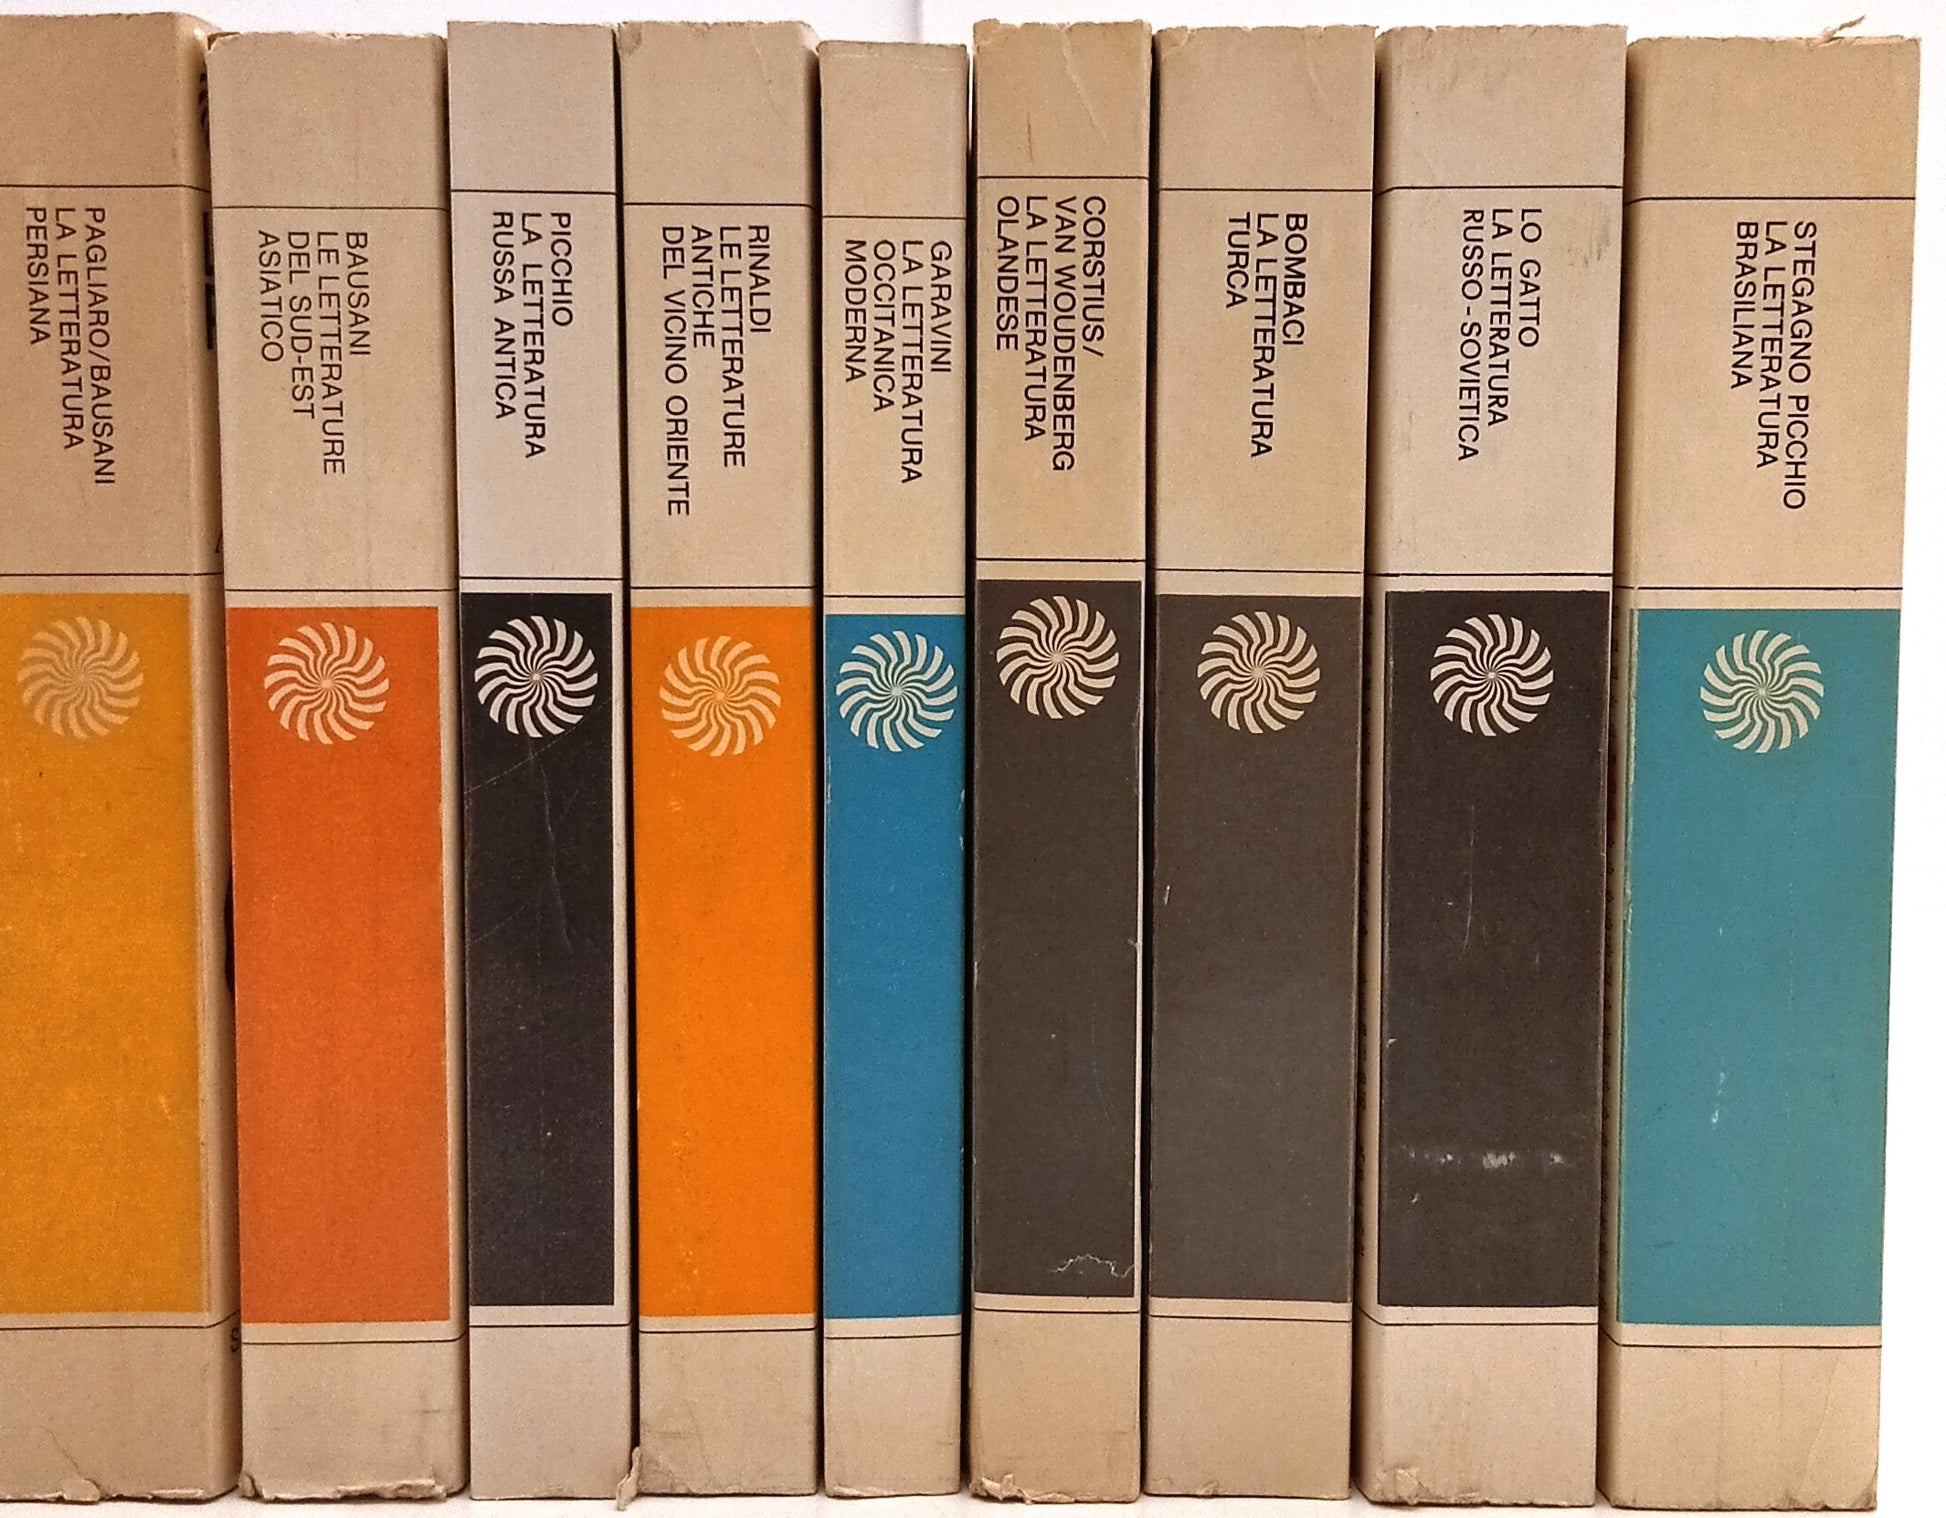 PAGLIARO/BAUSANI
LA LETTERATURA
PERSIANA
BAUSANI
LE LETTERATURE
DEL SUD-EST
ASIATICO
PICCHIO
LA LETTERATURA
RUSSA ANTICA
RINALDI
LE LETTERATURE
ANTICHE
DEL VICINO ORIENTE
GARAVINI
LA LETTERATURA
OCCITANICA
MODERNA
CORSTIUS/
VAN WOUDENBERG
LA LETTERATURA
OLANDESE
BOMBACI
LA LETTERATURA
TURCA
LO GATTO
LA LETTERATURA
RUSSO-SOVIETICA
STEGAGNO PICCHIO
LA LETTERATURA
BRASILIANA